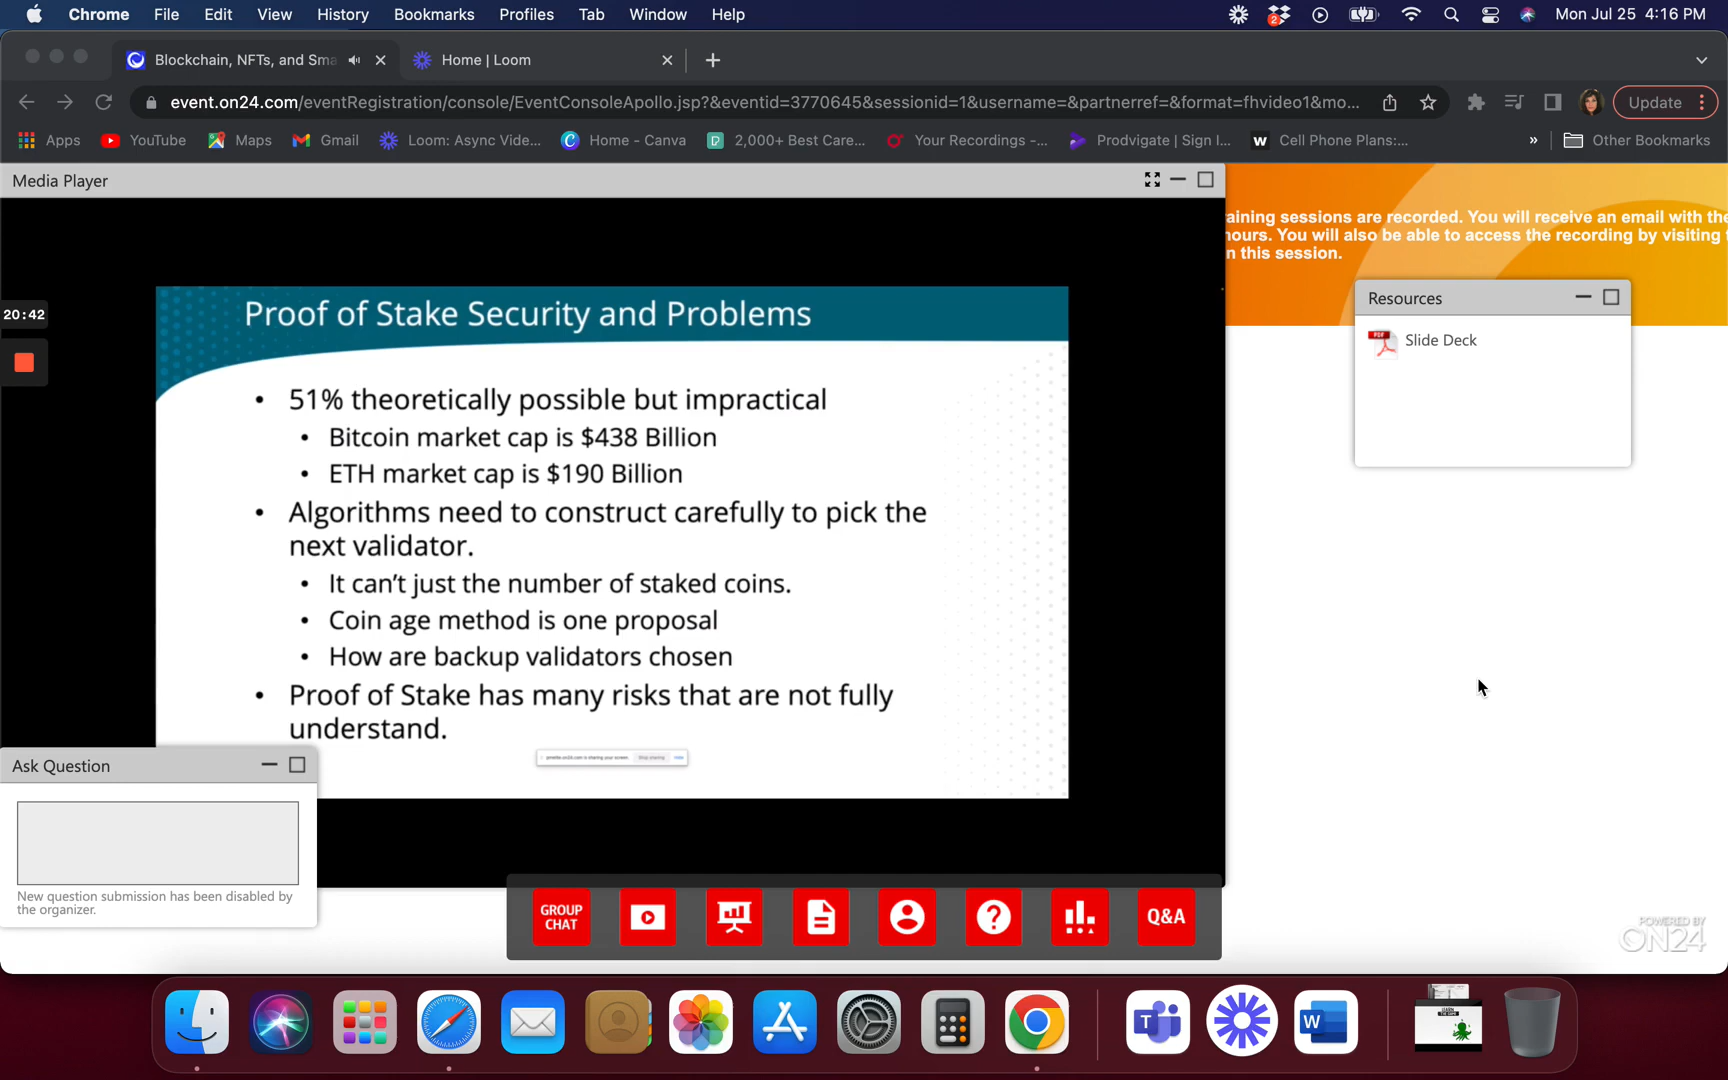 Chrome File Edit View History Bookmarks Profiles Tab Window Help
2
Mon Jul 25 4:16 PM
Blockchain, NFTs, and Sma
Home | Loom
event.on24.com/eventRegistration/console/EventConsoleApollo.jsp?&eventid=3770645&sessionid=1&username=&partnerref=&format=fhvideo1&mo...
Update
Apps YouTube Maps Gmail Loom: Async Vide... Home - Canva 2,000+ Best Care... Your Recordings -... Prodvigate | Sign I... Cell Phone Plans:... » Other Bookmarks
Media Player
aining sessions are recorded. You will receive an email with the
hours. You will also be able to access the recording by visiting
n this session.
Resources
Slide Deck
20:42
Proof of Stake Security and Problems
• 51% theoretically possible but impractical
• Bitcoin market cap is $438 Billion
• ETH market cap is $190 Billion
• Algorithms need to construct carefully to pick the
next validator.
• It can't just the number of staked coins.
• Coin age method is one proposal
• How are backup validators chosen
• Proof of Stake has many risks that are not fully
understand.
is sharing your screen. Stop sharing Hide
Ask Question
New question submission has been disabled by
the organizer.
GROUP
CHAT
Q&A
POWERED BY
ON24